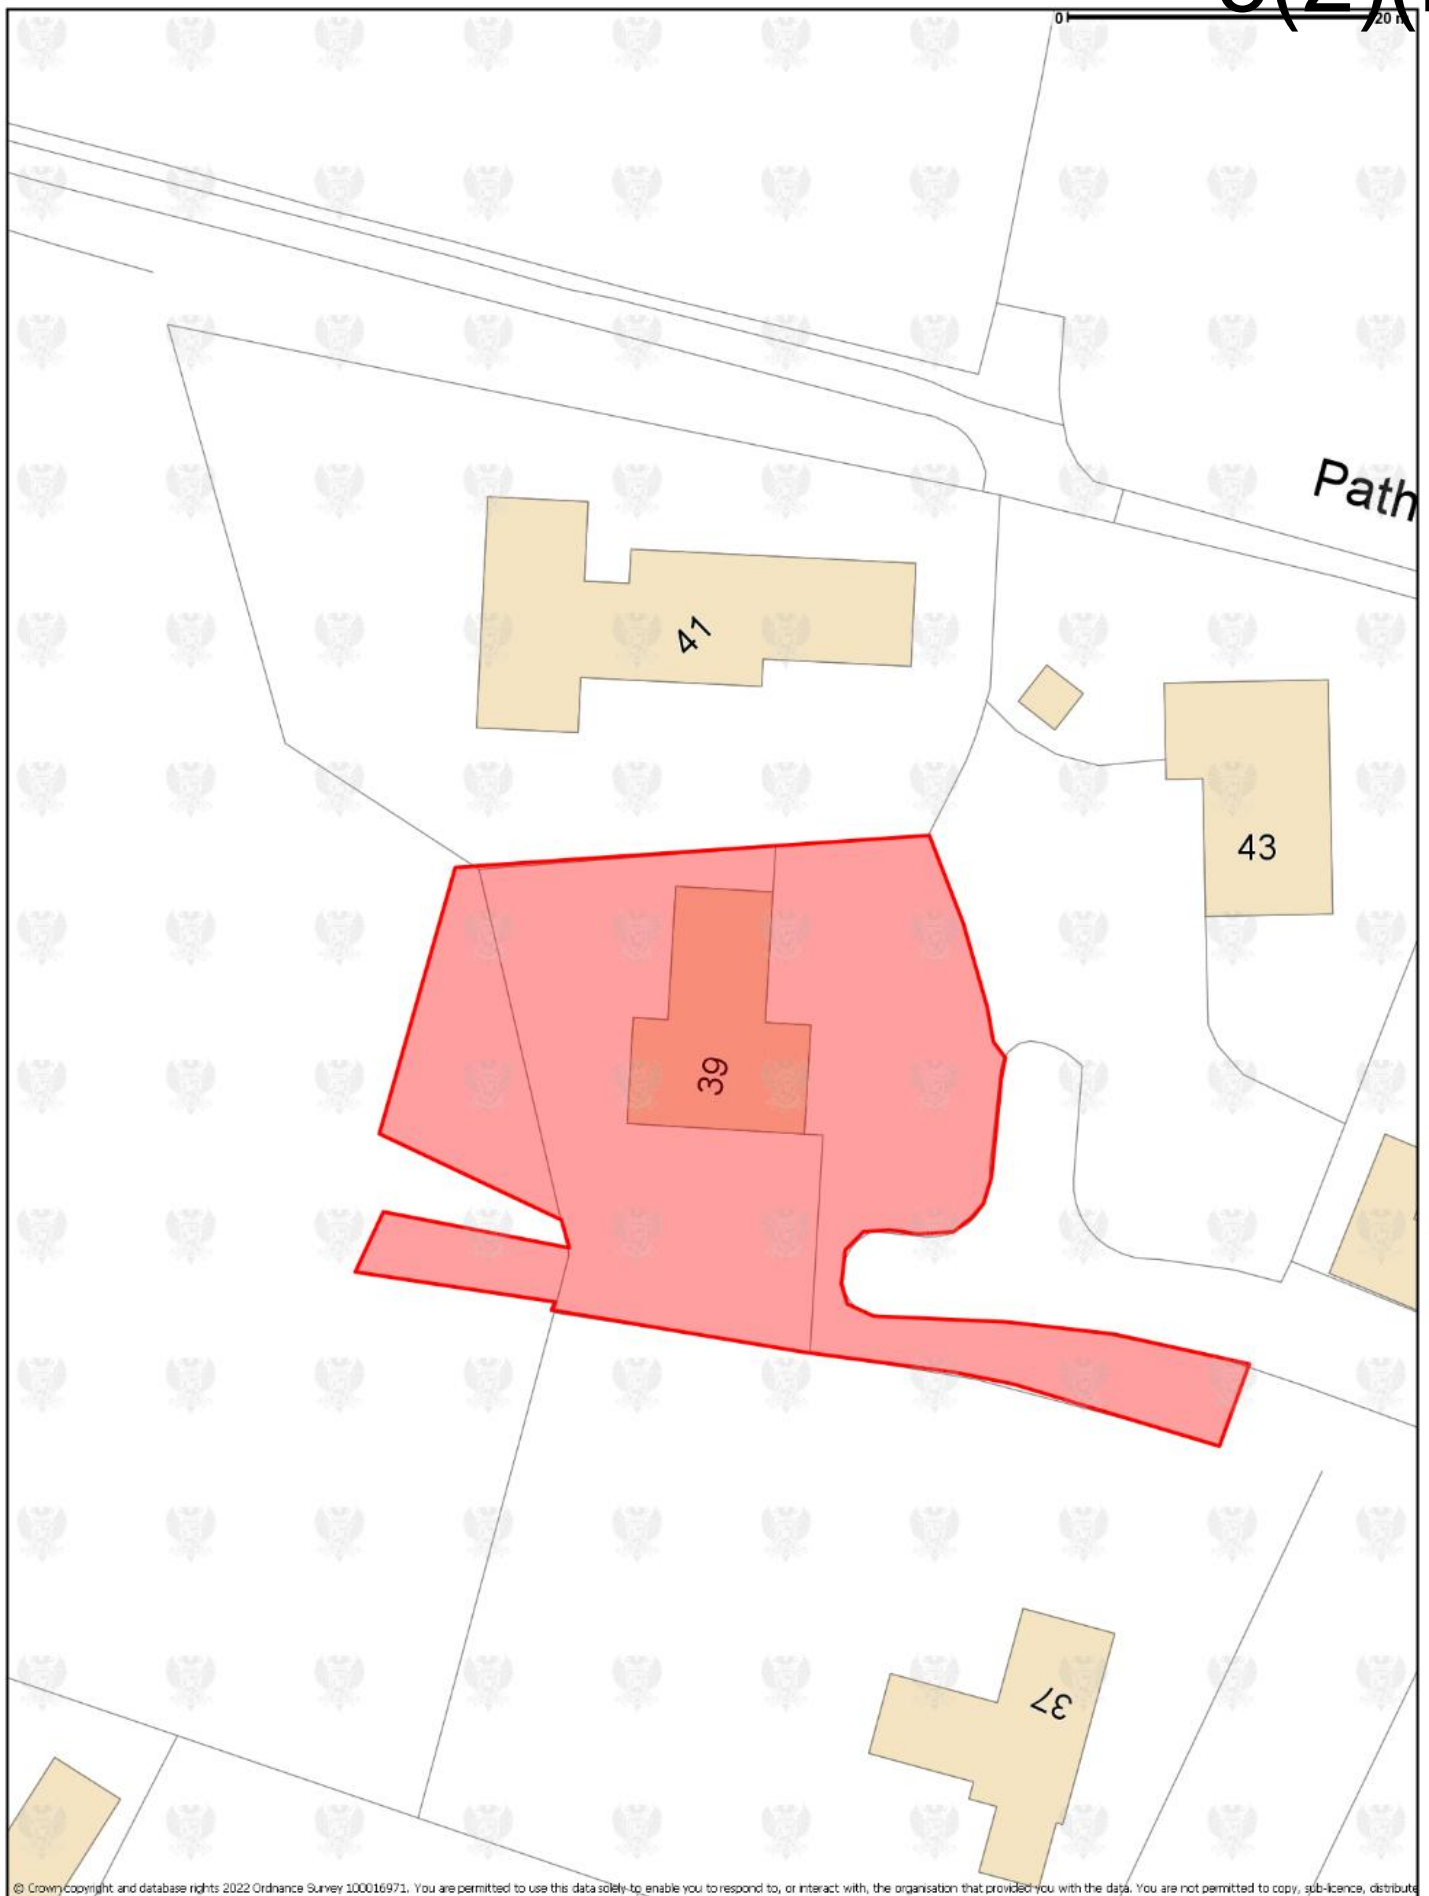 0 20 m
Path
41
43
39
37
© Crown copyright and database rights 2022 Ordnance Survey 100016971. You are permitted to use this data solely to enable you to respond to, or interact with, the organisation that provided you with the data. You are not permitted to copy, sub-licence, distribute